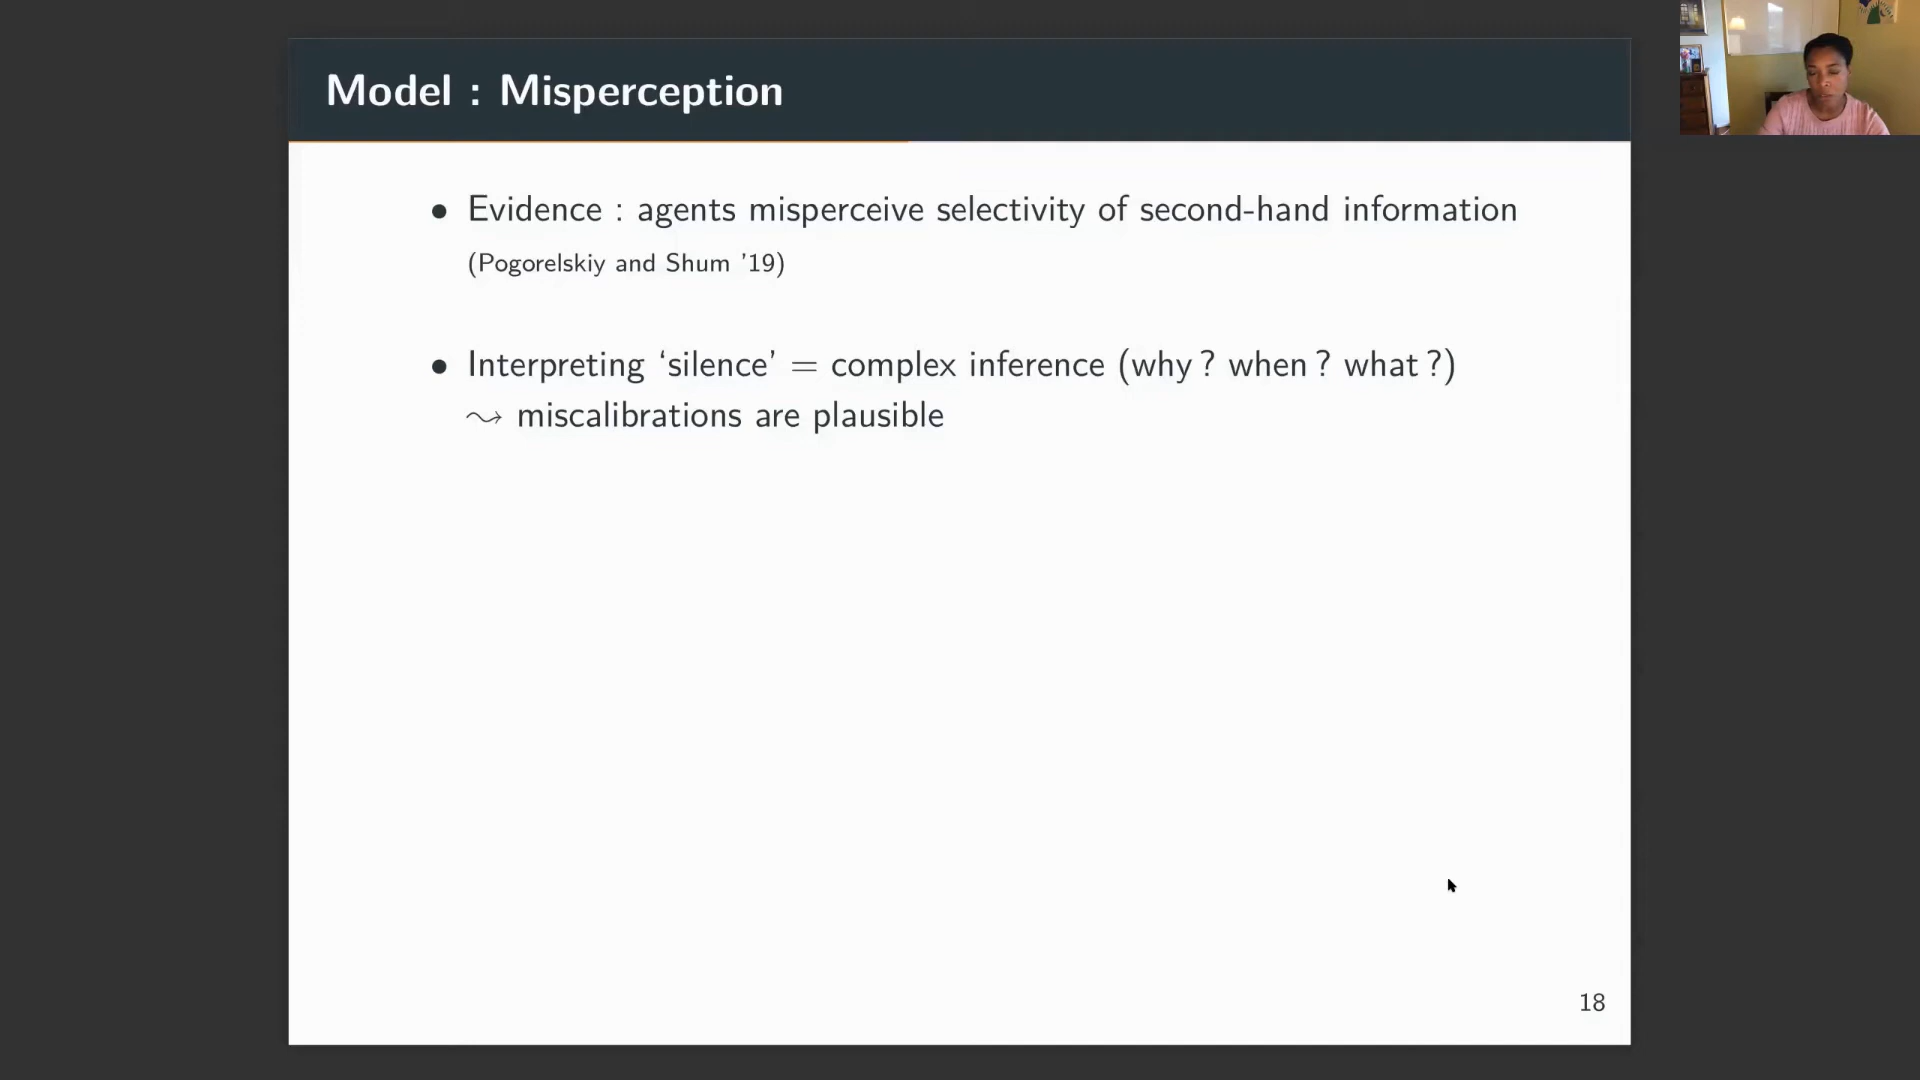 Model : Misperception
• Evidence : agents misperceive selectivity of second-hand information
(Pogorelskiy and Shum ’19)
• Interpreting ‘silence’ = complex inference (why ? when ? what ?)
⤳ miscalibrations are plausible
18